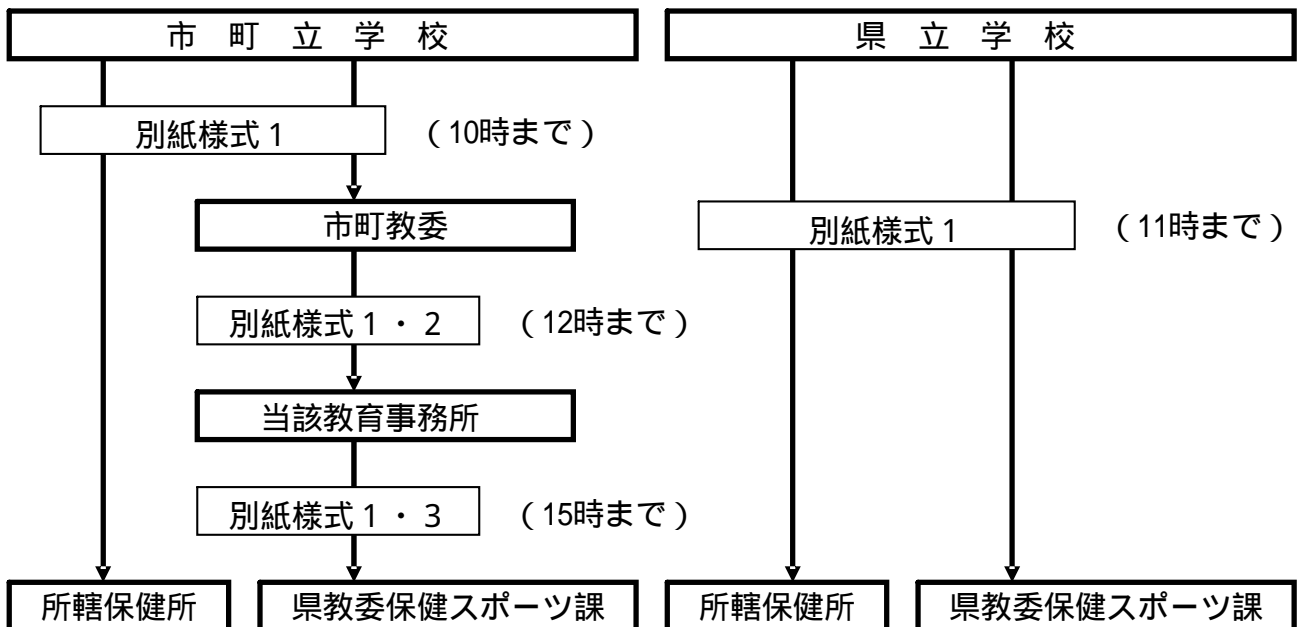 市　町　立　学　校
別紙様式１
（10時まで）
市町教委
別紙様式１・２
（12時まで）
当該教育事務所
別紙様式１・３
（15時まで）
所轄保健所
県教委保健スポーツ課
県　立　学　校
別紙様式１
（11時まで）
所轄保健所
県教委保健スポーツ課